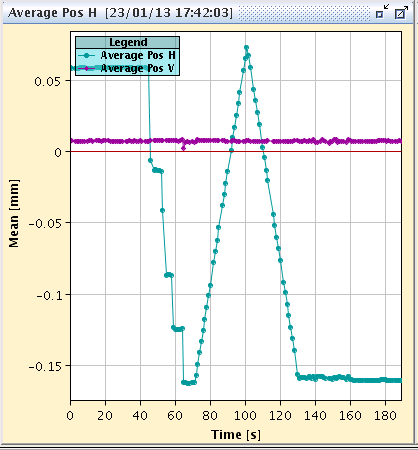 Average Pos H [23/01/13 17:42:03]
Legend
Average Pos H
Average Pos V
0.05
0
-0.05
-0.1
-0.15
Mean [mm]
0 20 40 60 80 100 120 140 160 180
Time [s]